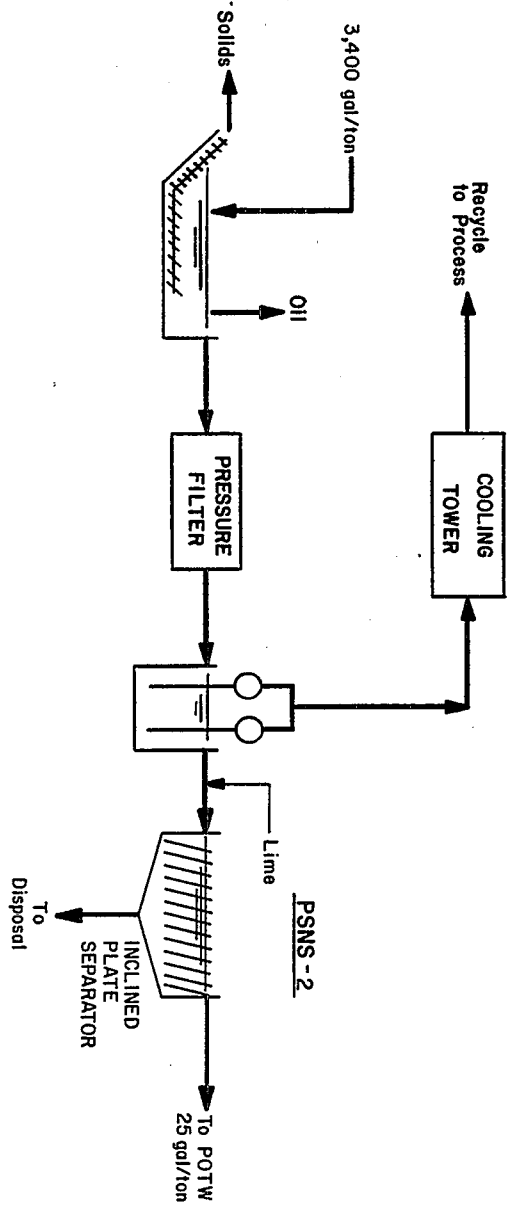 Solids
3,400 gal/ton
Oil
PRESSURE
FILTER
Recycle
to Process
COOLING
TOWER
Lime
PSNS-2
INCLINED
PLATE
SEPARATOR
To
Disposal
To POTW
25 gal/ton